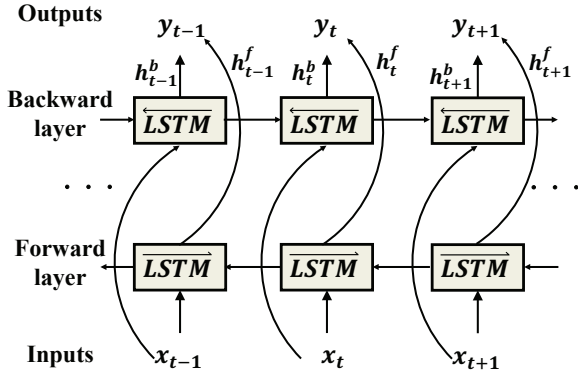 Outputs
y_{t-1} y_t y_{t+1}
h^b_{t-1} h^f_{t-1} h^b_t h^f_t h^b_{t+1} h^f_{t+1}
Backward
layer
LSTM LSTM LSTM
. . . . . .
Forward
layer
LSTM LSTM LSTM
Inputs
x_{t-1} x_t x_{t+1}